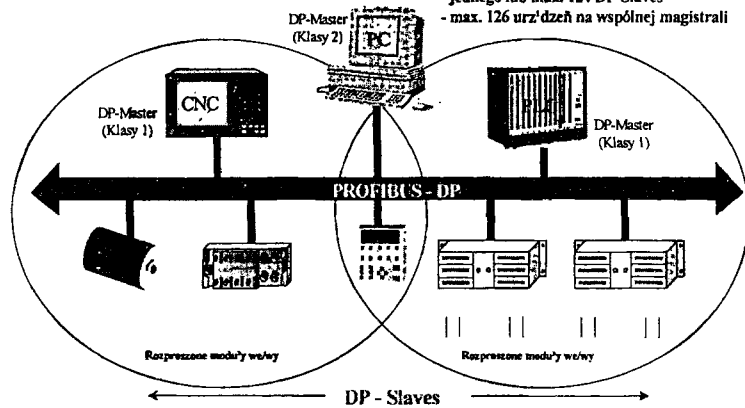 DP-Master
(Klasy 2)
PC
jednego lub max. 124 DP-Slaves
- max. 126 urz'dzeń na wspólnej magistrali
CNC
DP-Master
(Klasy 1)
PLC
DP-Master
(Klasy 1)
PROFIBUS - DP
Rozproszone moduły we/wy
Rozproszone moduły we/wy
DP - Slaves